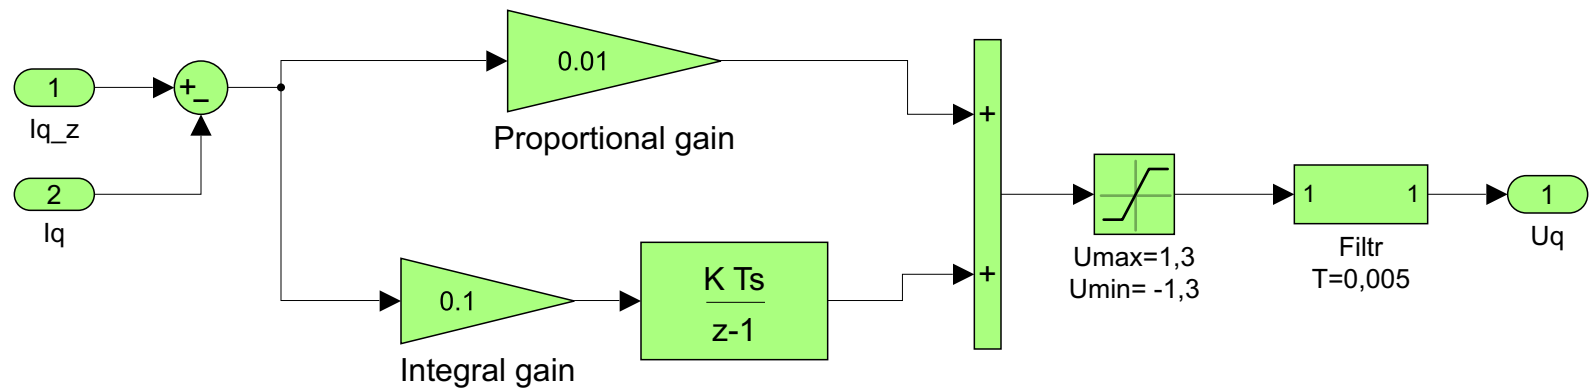 1
Iq_z
2
Iq
+
−
0.01
Proportional gain
0.1
Integral gain
K Ts
z-1
+
+
Umax=1,3
Umin= -1,3
1
1
Filtr
T=0,005
1
Uq